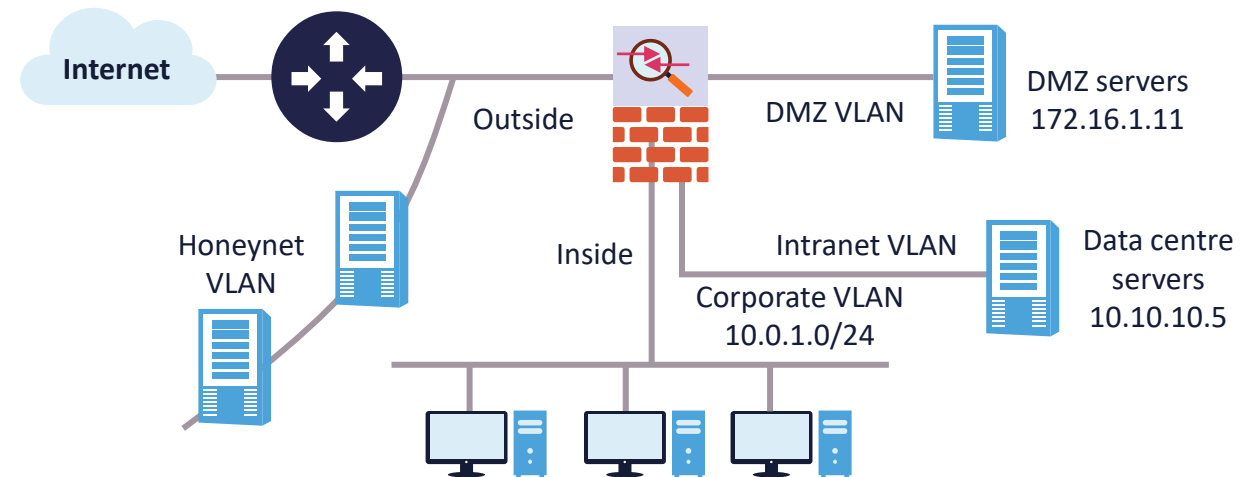 Internet
Outside
DMZ VLAN
DMZ servers
172.16.1.11
Honeynet
VLAN
Inside
Intranet VLAN
Data centre
servers
10.10.10.5
Corporate VLAN
10.0.1.0/24